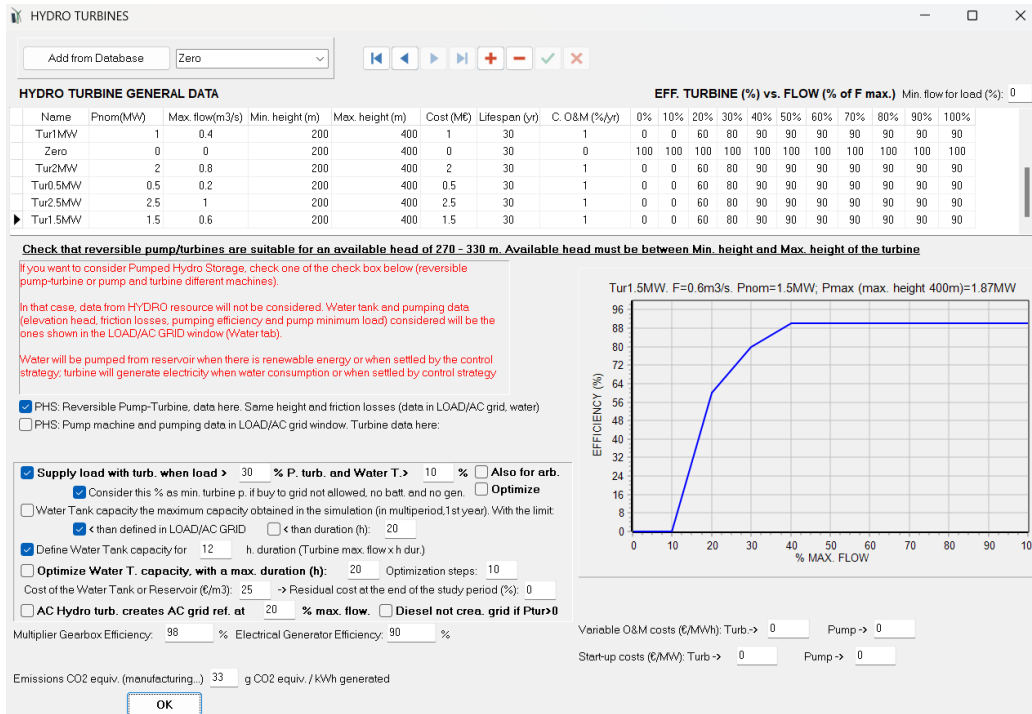 HYDRO TURBINES
Add from Database Zero
HYDRO TURBINE GENERAL DATA EFF. TURBINE (%) vs. FLOW (% of F max.) Min. flow for load (%): 0
Name Pnom(MW) Max. flow(m3/s) Min. height (m) Max. height (m) Cost (M€) Lifespan (yr) C. O&M (%/yr) 0% 10% 20% 30% 40% 50% 60% 70% 80% 90% 100%
Tur1MW 1 0.4 200 400 1 30 1 0 0 60 80 90 90 90 90 90 90 90
Zero 0 0 200 400 0 30 0 100 100 100 100 100 100 100 100 100 100 100
Tur2MW 2 0.8 200 400 2 30 1 0 0 60 80 90 90 90 90 90 90 90
Tur0.5MW 0.5 0.2 200 400 0.5 30 1 0 0 60 80 90 90 90 90 90 90 90
Tur2.5MW 2.5 1 200 400 2.5 30 1 0 0 60 80 90 90 90 90 90 90 90
Tur1.5MW 1.5 0.6 200 400 1.5 30 1 0 0 60 80 90 90 90 90 90 90 90
Check that reversible pump/turbines are suitable for an available head of 270 - 330 m. Available head must be between Min. height and Max. height of the turbine
If you want to consider Pumped Hydro Storage, check one of the check box below (reversible
pump-turbine or pump and turbine different machines).
In that case, data from HYDRO resource will not be considered. Water tank and pumping data
(elevation head, friction losses, pumping efficiency and pump minimum load) considered will be the
ones shown in the LOAD/AC GRID window (Water tab).
Water will be pumped from reservoir when there is renewable energy or when settled by the control
strategy; turbine will generate electricity when water consumption or when settled by control strategy
PHS: Reversible Pump-Turbine, data here. Same height and friction losses (data in LOAD/AC grid, water)
PHS: Pump machine and pumping data in LOAD/AC grid window. Turbine data here:
Supply load with turb. when load > 30 % P. turb. and Water T.> 10 % Also for arb.
Consider this % as min. turbine p. if buy to grid not allowed, no batt. and no gen. Optimize
Water Tank capacity the maximum capacity obtained in the simulation (in multiperiod,1st year). With the limit:
< than defined in LOAD/AC GRID < than duration (h): 20
Define Water Tank capacity for 12 h. duration (Turbine max. flow x h dur.)
Optimize Water T. capacity, with a max. duration (h): 20 Optimization steps: 10
Cost of the Water Tank or Reservoir (€/m3): 25 -> Residual cost at the end of the study period (%): 0
AC Hydro turb. creates AC grid ref. at 20 % max. flow. Diesel not crea. grid if Ptur>0
Multiplier Gearbox Efficiency: 98 % Electrical Generator Efficiency: 90 %
Emissions CO2 equiv. (manufacturing...) 33 g CO2 equiv. / kWh generated
OK
Tur1.5MW. F=0.6m3/s. Pnom=1.5MW; Pmax (max. height 400m)=1.87MW
EFFICIENCY (%)
96
88
80
72
64
56
48
40
32
24
16
8
0
0 10 20 30 40 50 60 70 80 90 10
% MAX. FLOW
Variable O&M costs (€/MWh): Turb.-> 0 Pump -> 0
Start-up costs (€/MW): Turb -> 0 Pump -> 0